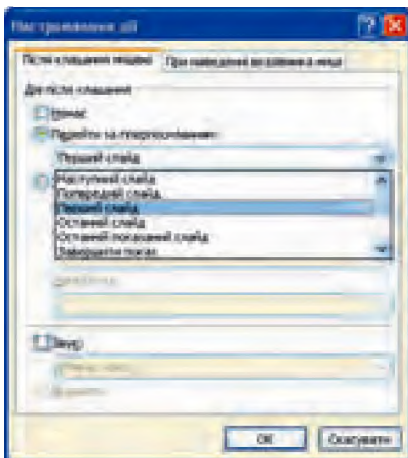 Настроювання дії
Після клацання мишею При наведенні вказівника миші
Дія після клацання
Немає
Перейти за гіперпосиланням:
Перший слайд
Наступний слайд
Попередній слайд
Перший слайд
Останній слайд
Останній показаний слайд
Завершити показ
Звук:
OK Скасувати